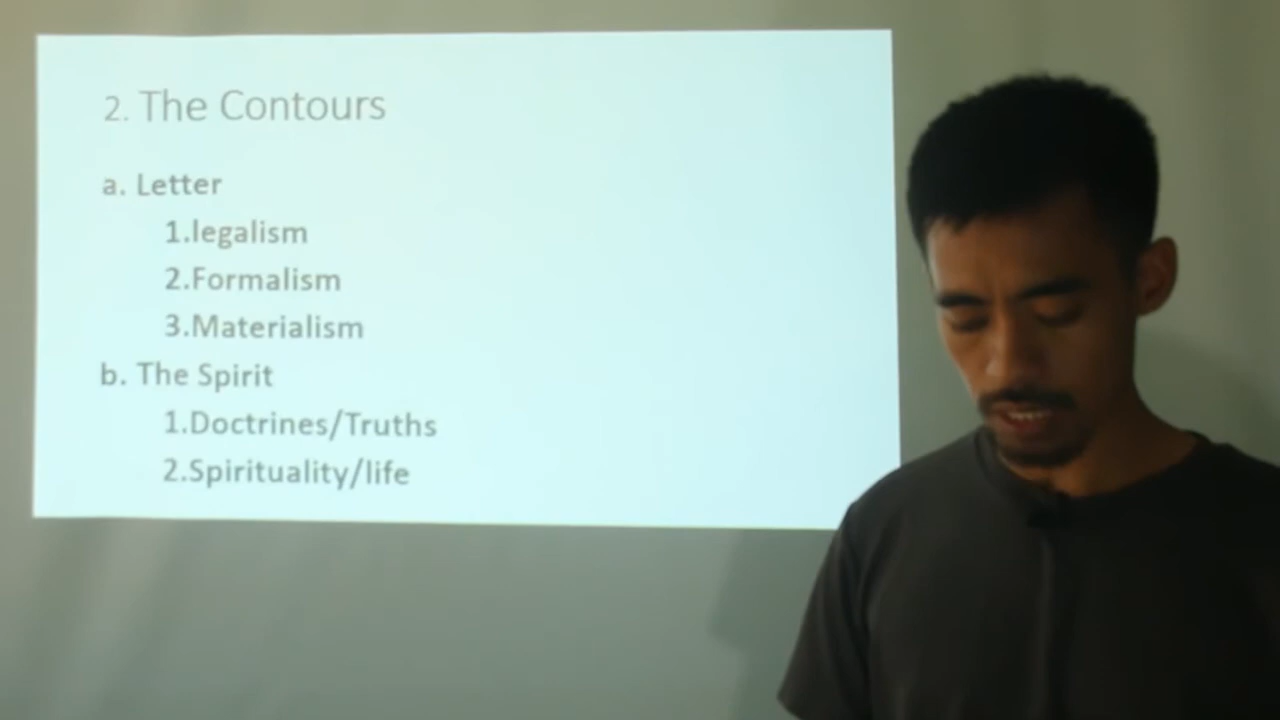 2. The Contours
a. Letter
1.legalism
2.Formalism
3.Materialism
b. The Spirit
1.Doctrines/Truths
2.Spirituality/life